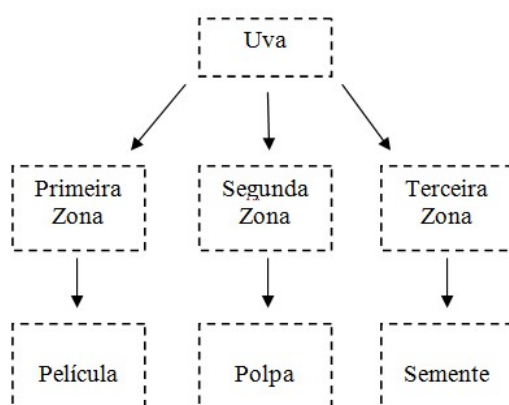 Uva
Primeira
Zona
Segunda
Zona
Terceira
Zona
Película
Polpa
Semente